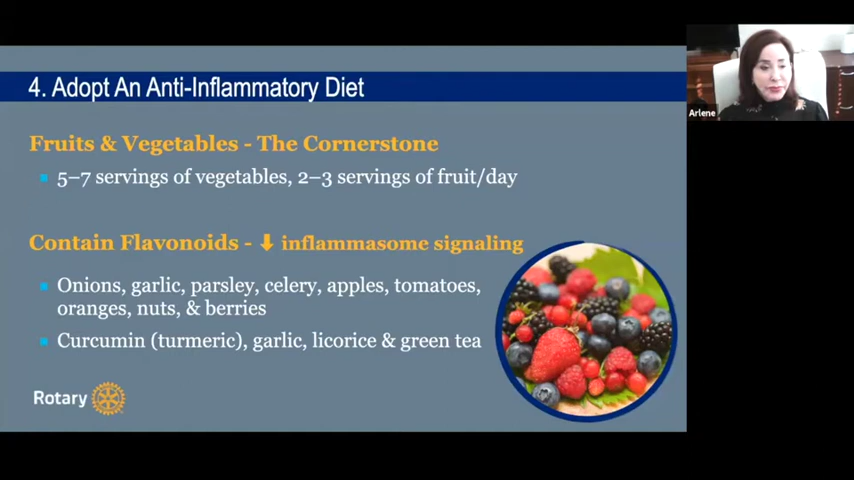 4. Adopt An Anti-Inflammatory Diet
Arlene
Fruits & Vegetables - The Cornerstone
5–7 servings of vegetables, 2–3 servings of fruit/day
Contain Flavonoids - ⬇ inflammasome signaling
Onions, garlic, parsley, celery, apples, tomatoes,
oranges, nuts, & berries
Curcumin (turmeric), garlic, licorice & green tea
Rotary